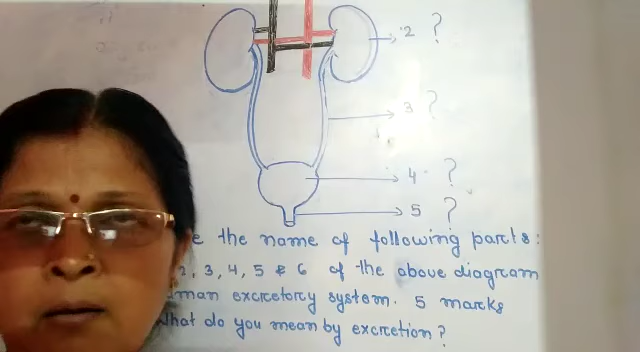 2 ?
3 ?
4 ?
5 ?
the name of following parts:
2, 3, 4, 5 & 6 of the above diagram
excretory system. 5 marks
What do you mean by excretion?